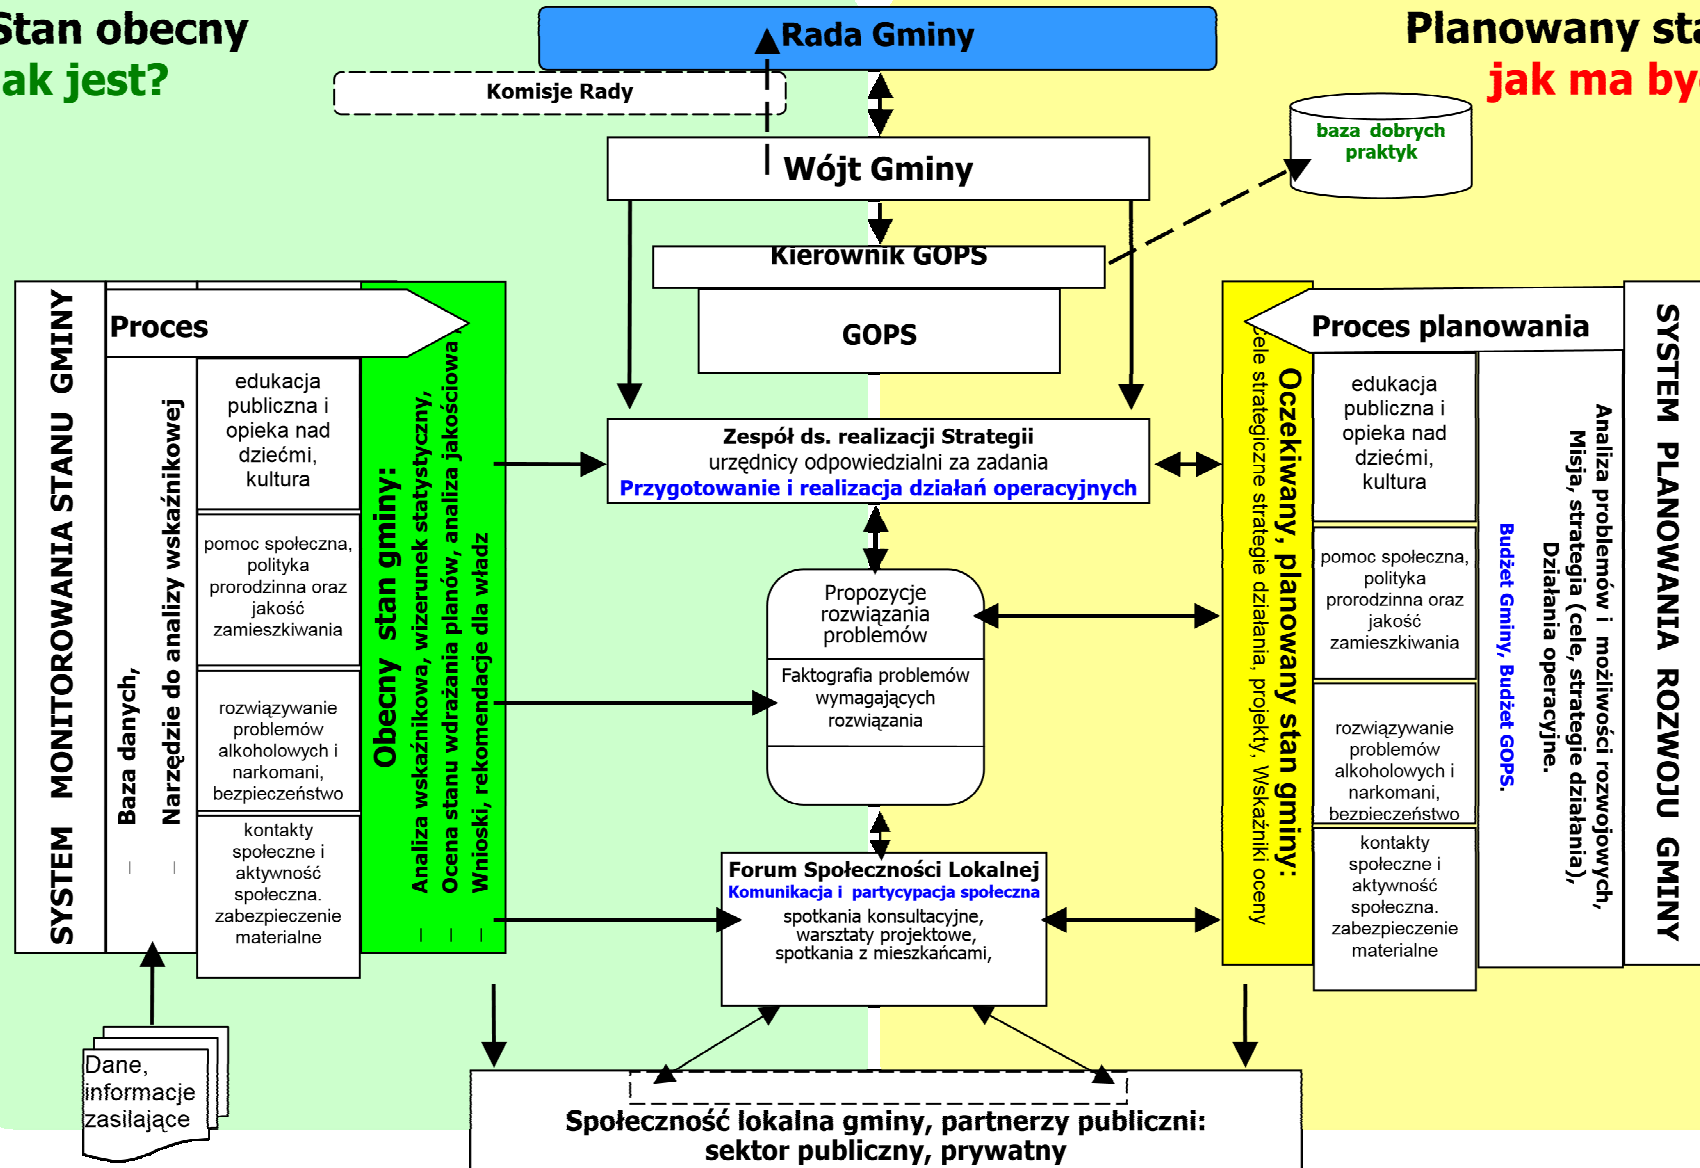 Stan obecny
ak jest?
Planowany sta
jak ma by
Rada Gminy
Komisje Rady
Wójt Gminy
baza dobrych
praktyk
Kierownik GOPS
GOPS
SYSTEM MONITOROWANIA STANU GMINY
Proces
Baza danych,
Narzędzie do analizy wskaźnikowej
edukacja
publiczna i
opieka nad
dziećmi,
kultura
pomoc społeczna,
polityka
prorodzinna oraz
jakość
zamieszkiwania
rozwiązywanie
problemów
alkoholowych i
narkomani,
bezpieczeństwo
kontakty
społeczne i
aktywność
społeczna.
zabezpieczenie
materialne
Obecny stan gminy:
– Analiza wskaźnikowa, wizerunek statystyczny,
– Ocena stanu wdrażania planów, analiza jakościowa
– Wnioski, rekomendacje dla władz
Zespół ds. realizacji Strategii
urzędnicy odpowiedzialni za zadania
Przygotowanie i realizacja działań operacyjnych
Propozycje
rozwiązania
problemów
Faktografia problemów
wymagających
rozwiązania
Forum Społeczności Lokalnej
Komunikacja i partycypacja społeczna
spotkania konsultacyjne,
warsztaty projektowe,
spotkania z mieszkańcami,
Proces planowania
Oczekiwany, planowany stan gminy:
Cele strategiczne strategie działania, projekty, Wskaźniki oceny
edukacja
publiczna i
opieka nad
dziećmi,
kultura
pomoc społeczna,
polityka
prorodzinna oraz
jakość
zamieszkiwania
rozwiązywanie
problemów
alkoholowych i
narkomani,
bezpieczeństwo
kontakty
społeczne i
aktywność
społeczna.
zabezpieczenie
materialne
Analiza problemów i możliwości rozwojowych,
Misja, strategia (cele, strategie działania),
Działania operacyjne.
Budżet Gminy, Budżet GOPS.
SYSTEM PLANOWANIA ROZWOJU GMINY
Dane,
informacje
zasilające
Społeczność lokalna gminy, partnerzy publiczni:
sektor publiczny, prywatny